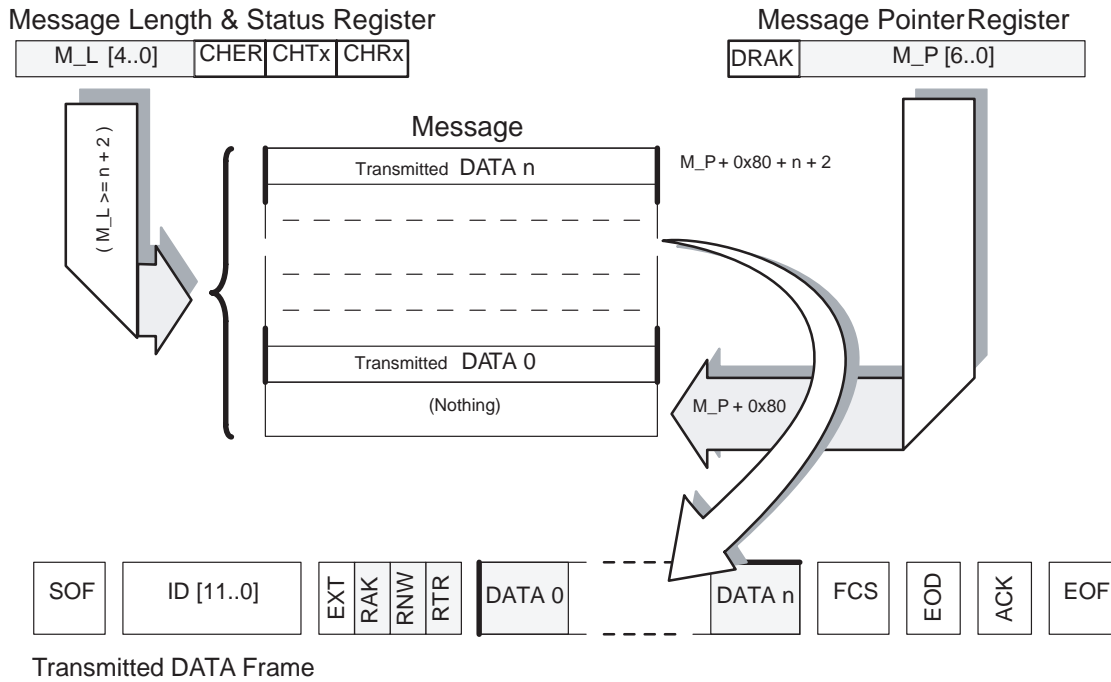 Message Length & Status Register
Message Pointer Register
M_L [4..0] CHER CHTx CHRx
DRAK M_P [6..0]
( M_L >= n + 2 )
Message
Transmitted DATA n
M_P + 0x80 + n + 2
Transmitted DATA 0
(Nothing)
M_P + 0x80
SOF ID [11..0] EXT RAK RNW RTR DATA 0 DATA n FCS EOD ACK EOF
Transmitted DATA Frame